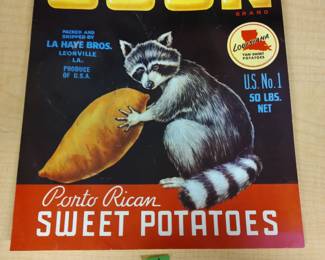 BRAND
PACKED AND
SHIPPED BY
LA HAYE BROS.
LEONVILLE
LA.
PRODUCE
OF U.S.A.
LOUISIANA
YAM SWEET
POTATOES
U.S. No. 1
50 LBS.
NET
Porto Rican
SWEET POTATOES